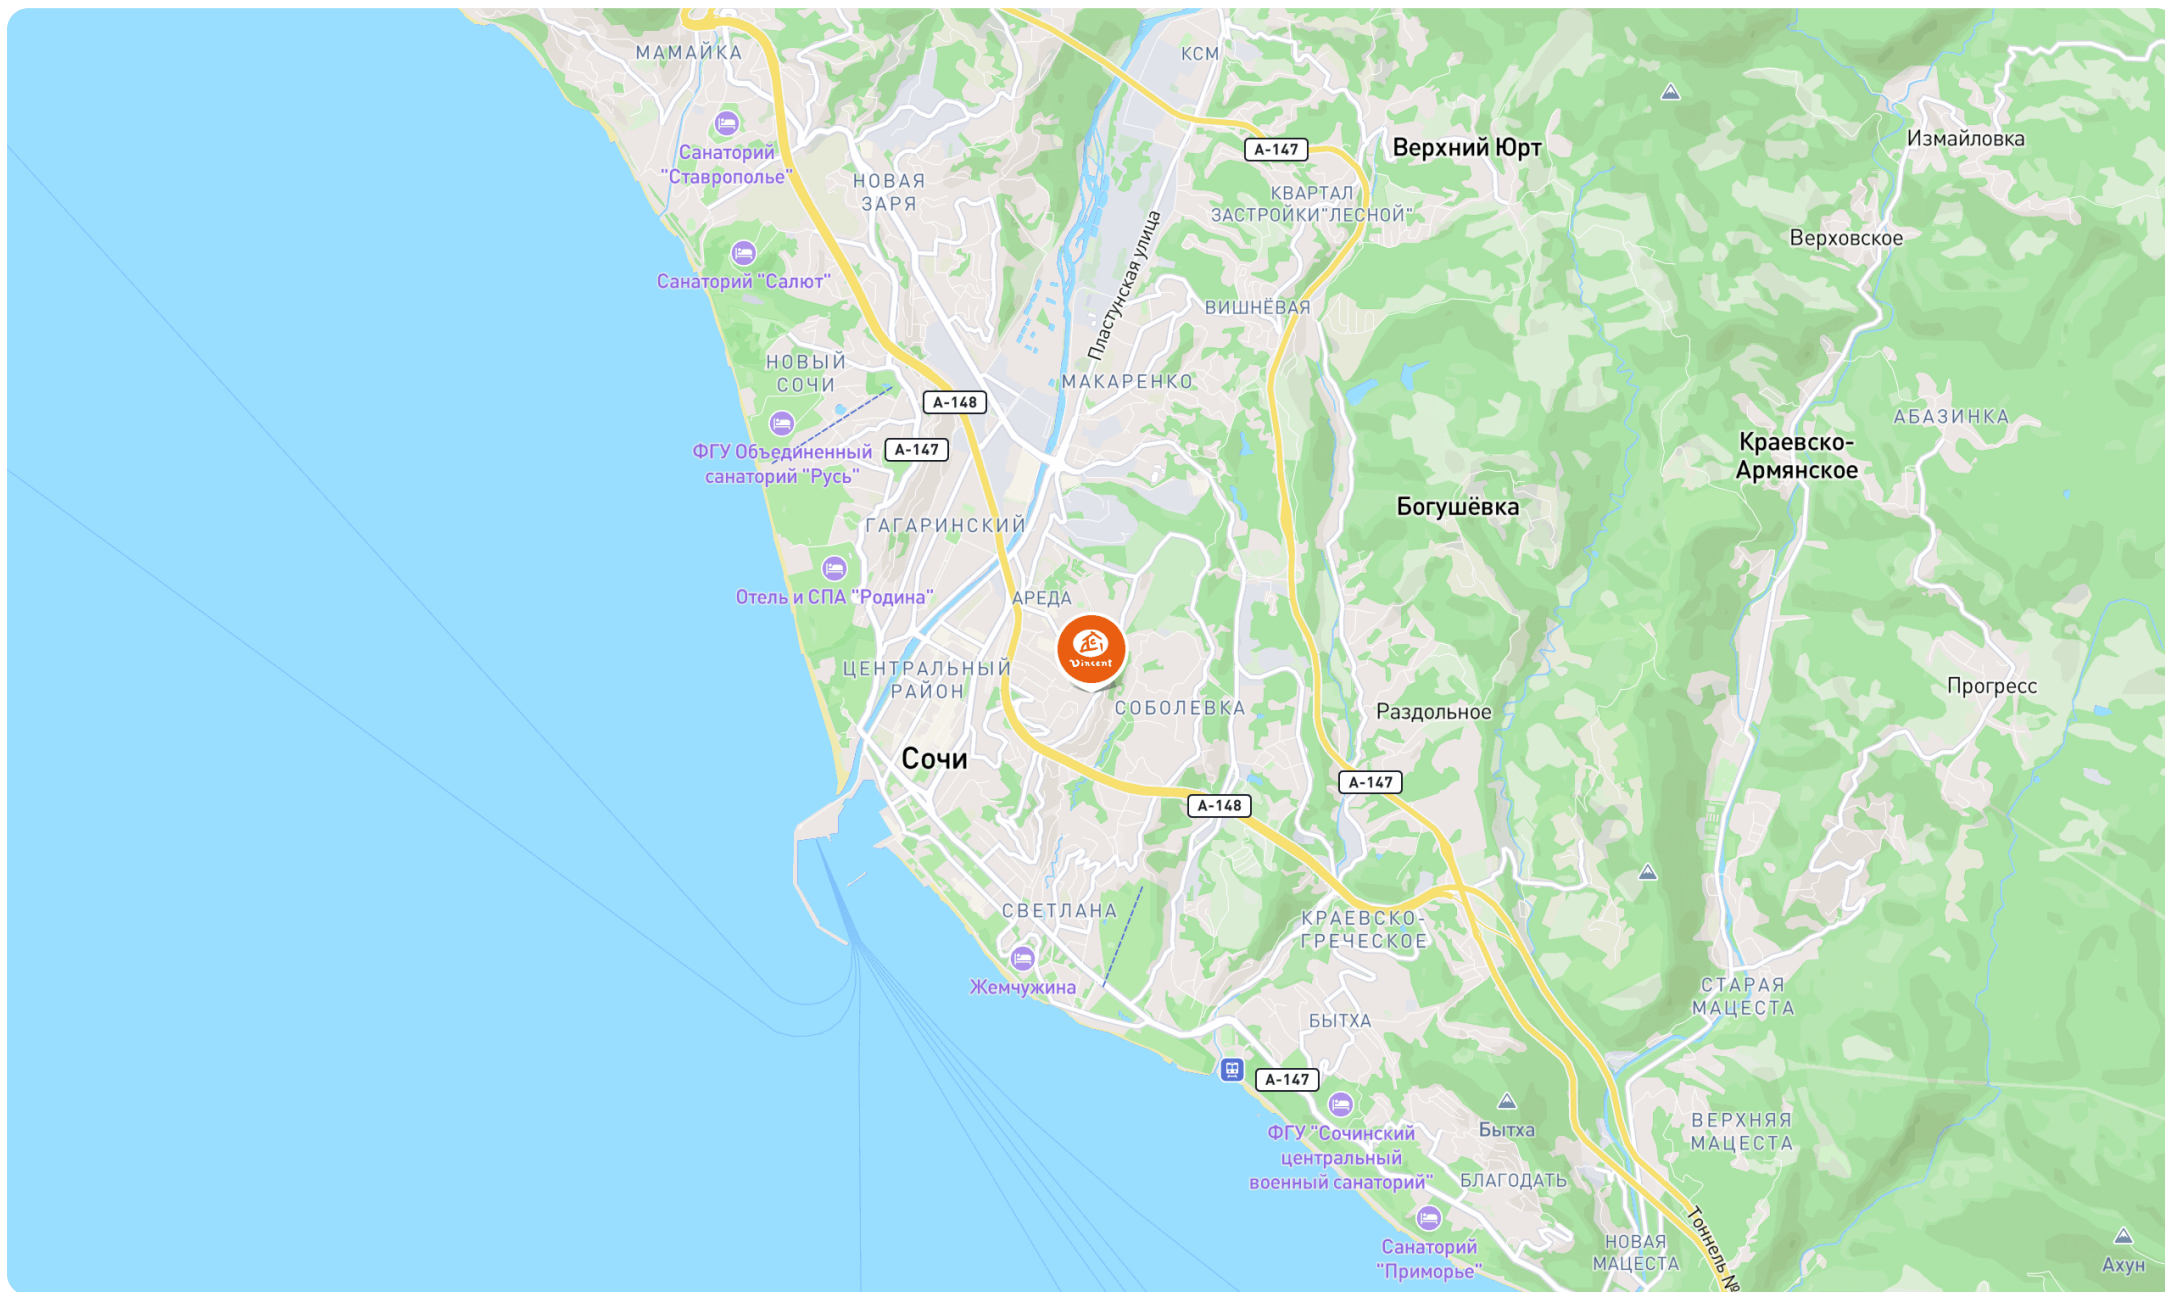 МАМАЙКА
КСМ
Санаторий
"Ставрополье"
НОВАЯ
ЗАРЯ
А-147
Верхний Юрт
Измайловка
КВАРТАЛ
ЗАСТРОЙКИ"ЛЕСНОЙ"
Верховское
Санаторий "Салют"
Пластунская улица
ВИШНЁВАЯ
НОВЫЙ
СОЧИ
МАКАРЕНКО
А-148
А-147
АБАЗИНКА
ФГУ Объединенный
санаторий "Русь"
Краевско-
Армянское
Богушёвка
ГАГАРИНСКИЙ
Отель и СПА "Родина"
АРЕДА
Vincent
ЦЕНТРАЛЬНЫЙ
РАЙОН
СОБОЛЕВКА
Раздольное
Прогресс
Сочи
А-148
А-147
СВЕТЛАНА
КРАЕВСКО-
ГРЕЧЕСКОЕ
Жемчужина
СТАРАЯ
МАЦЕСТА
БЫТХА
А-147
ФГУ "Сочинский
центральный
военный санаторий"
Бытха
ВЕРХНЯЯ
МАЦЕСТА
БЛАГОДАТЬ
Санаторий
"Приморье"
НОВАЯ
МАЦЕСТА
Тоннель №
Ахун